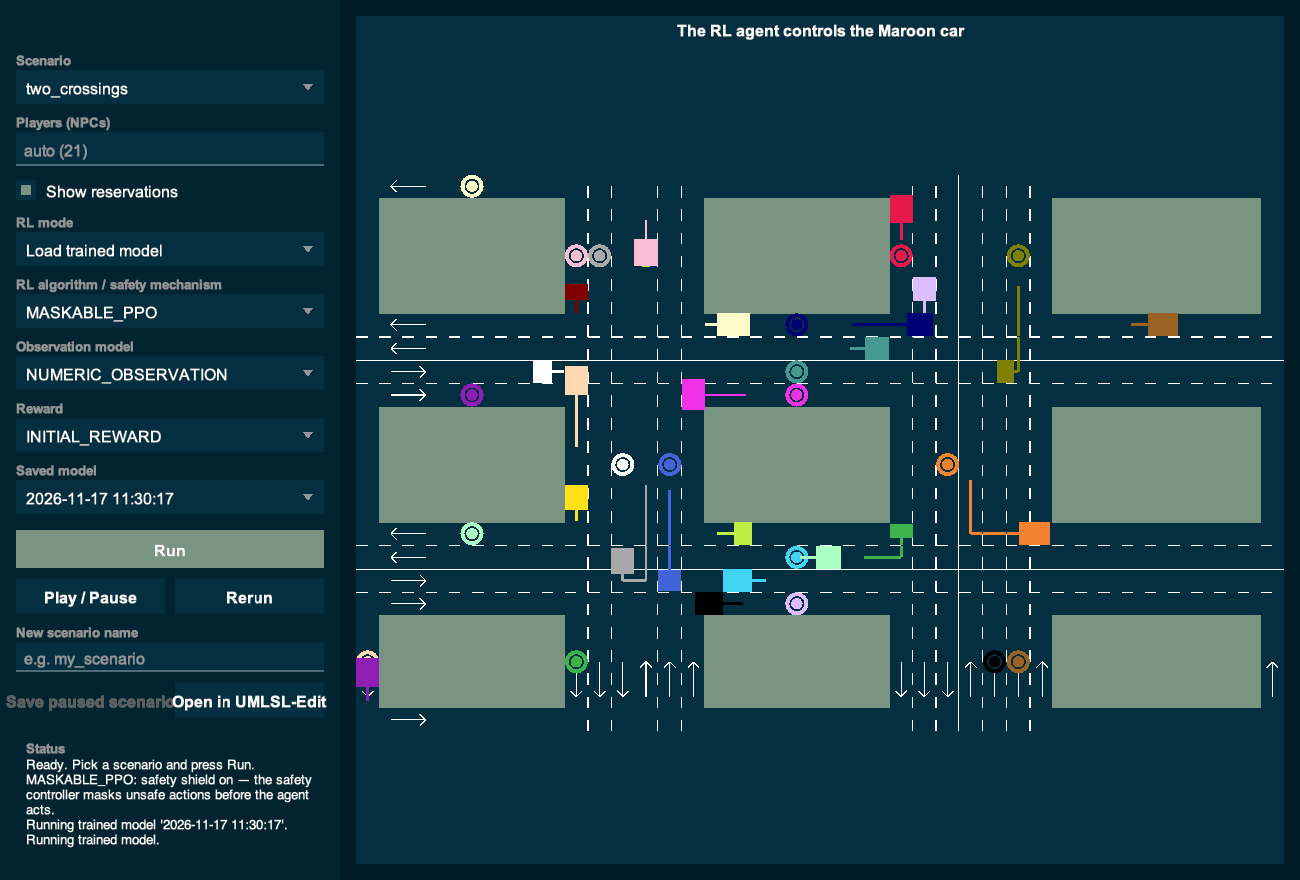 The RL agent controls the Maroon car
Scenario
two_crossings
Players (NPCs)
auto (21)
Show reservations
RL mode
Load trained model
RL algorithm / safety mechanism
MASKABLE_PPO
Observation model
NUMERIC_OBSERVATION
Reward
INITIAL_REWARD
Saved model
2026-11-17 11:30:17
Run
Play / Pause
Rerun
New scenario name
e.g. my_scenario
Save paused scenario
Open in UMLSL-Edit
Status
Ready. Pick a scenario and press Run.
MASKABLE_PPO: safety shield on — the safety
controller masks unsafe actions before the agent
acts.
Running trained model '2026-11-17 11:30:17'.
Running trained model.